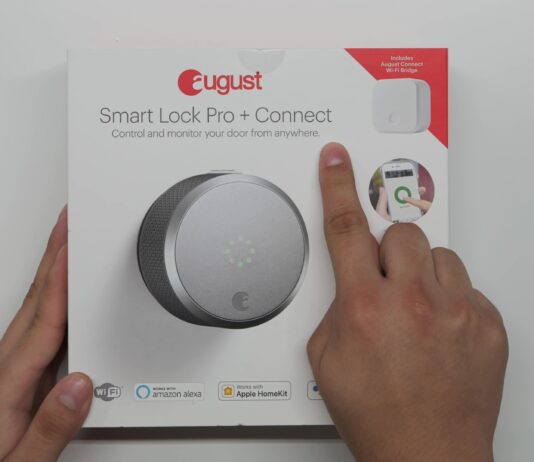 august
Includes
August Connect
Wi-Fi Bridge
Smart Lock Pro + Connect
Control and monitor your door from anywhere.
WiFi
WORKS WITH
amazon alexa
Works with
Apple HomeKit